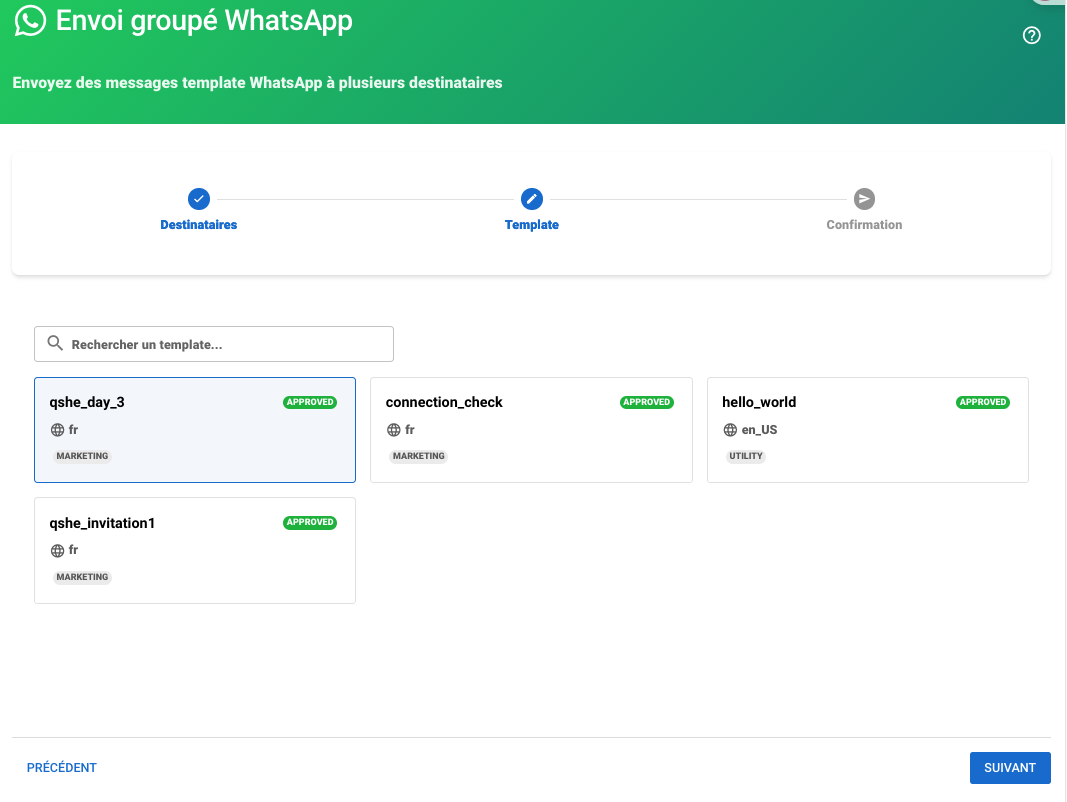 Envoi groupé WhatsApp
Envoyez des messages template WhatsApp à plusieurs destinataires
Destinataires
Template
Confirmation
Rechercher un template...
qshe_day_3
APPROVED
fr
MARKETING
connection_check
APPROVED
fr
MARKETING
hello_world
APPROVED
en_US
UTILITY
qshe_invitation1
APPROVED
fr
MARKETING
PRÉCÉDENT
SUIVANT